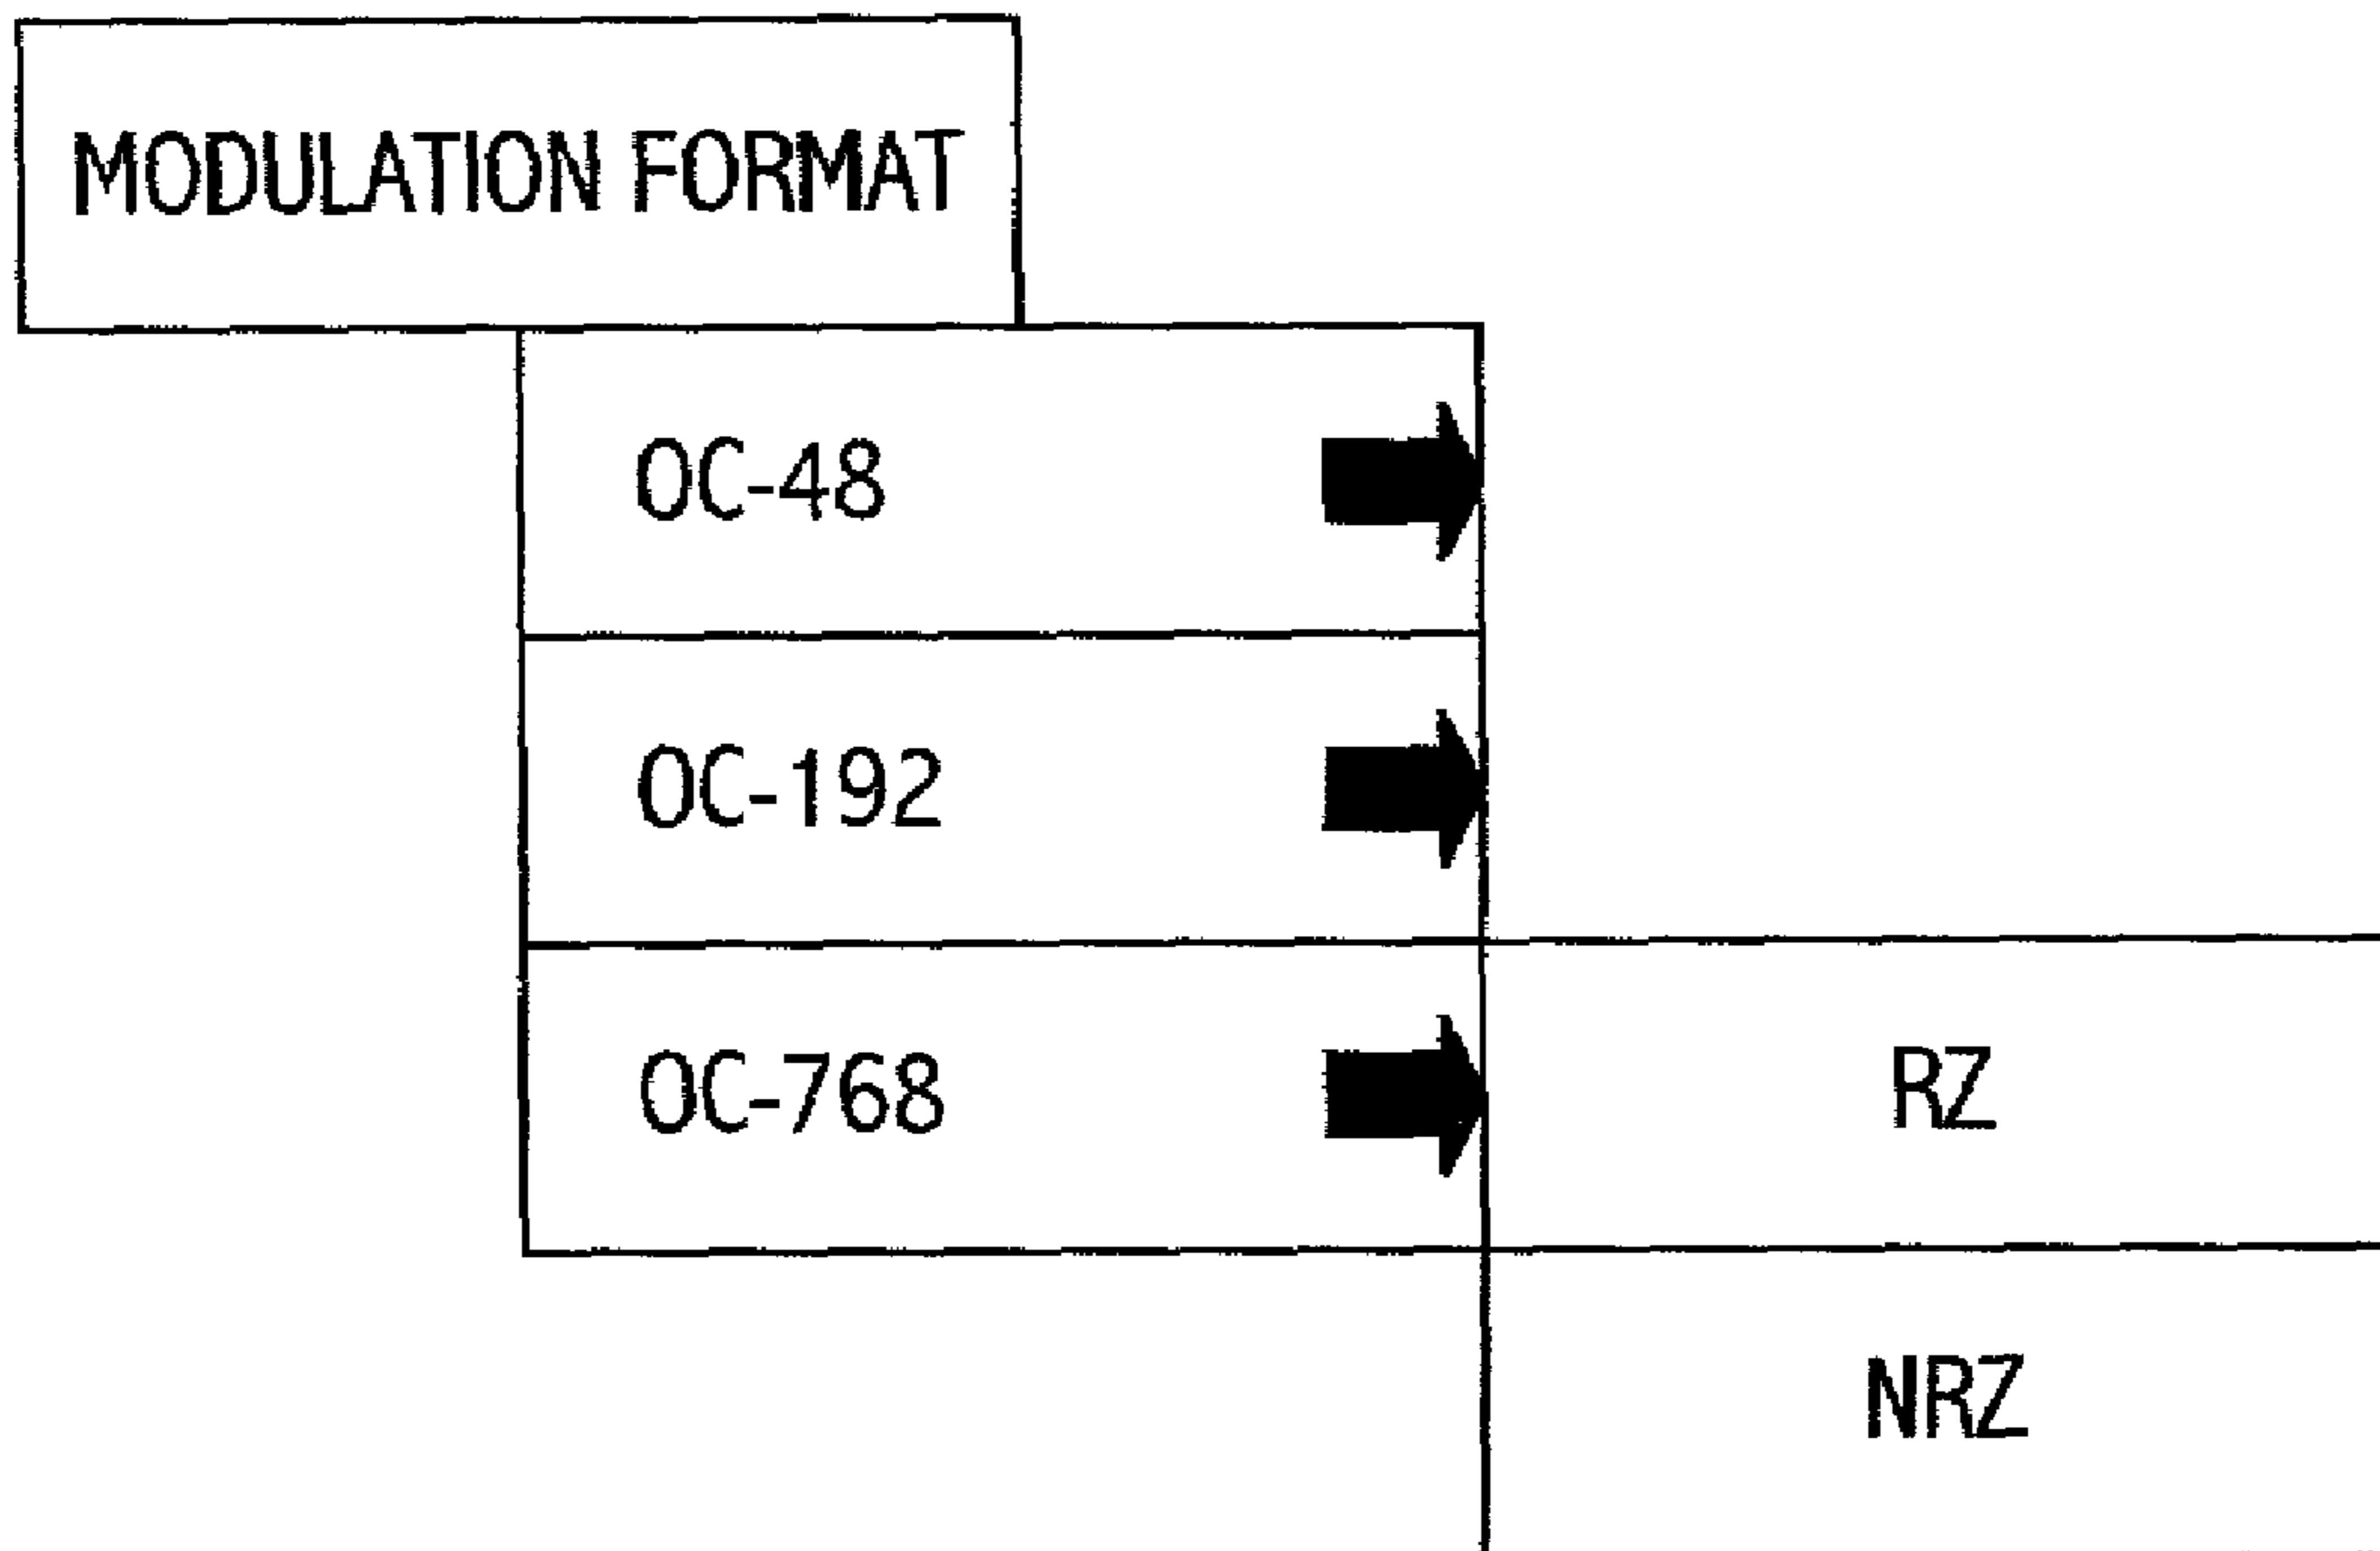 MODULATION FORMAT
OC-48
OC-192
OC-768
RZ
NRZ